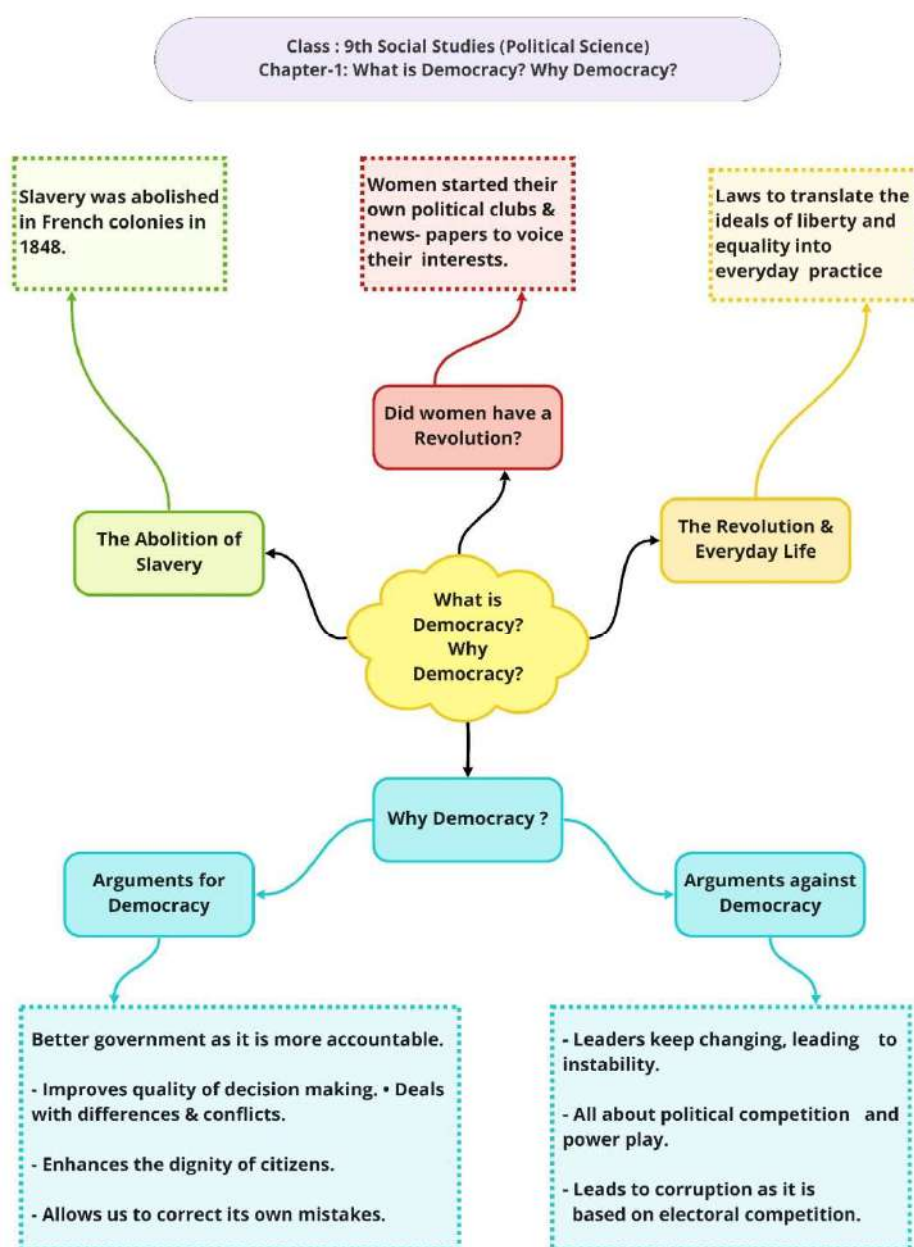 Class : 9th Social Studies (Political Science)
Chapter-1: What is Democracy? Why Democracy?
Slavery was abolished
in French colonies in
1848.
Women started their
own political clubs &
news- papers to voice
their interests.
Laws to translate the
ideals of liberty and
equality into
everyday practice
Did women have a
Revolution?
The Abolition of
Slavery
The Revolution &
Everyday Life
What is
Democracy?
Why
Democracy?
Why Democracy ?
Arguments for
Democracy
Arguments against
Democracy
Better government as it is more accountable.
- Improves quality of decision making. • Deals
with differences & conflicts.
- Enhances the dignity of citizens.
- Allows us to correct its own mistakes.
- Leaders keep changing, leading to
instability.
- All about political competition and
power play.
- Leads to corruption as it is
based on electoral competition.